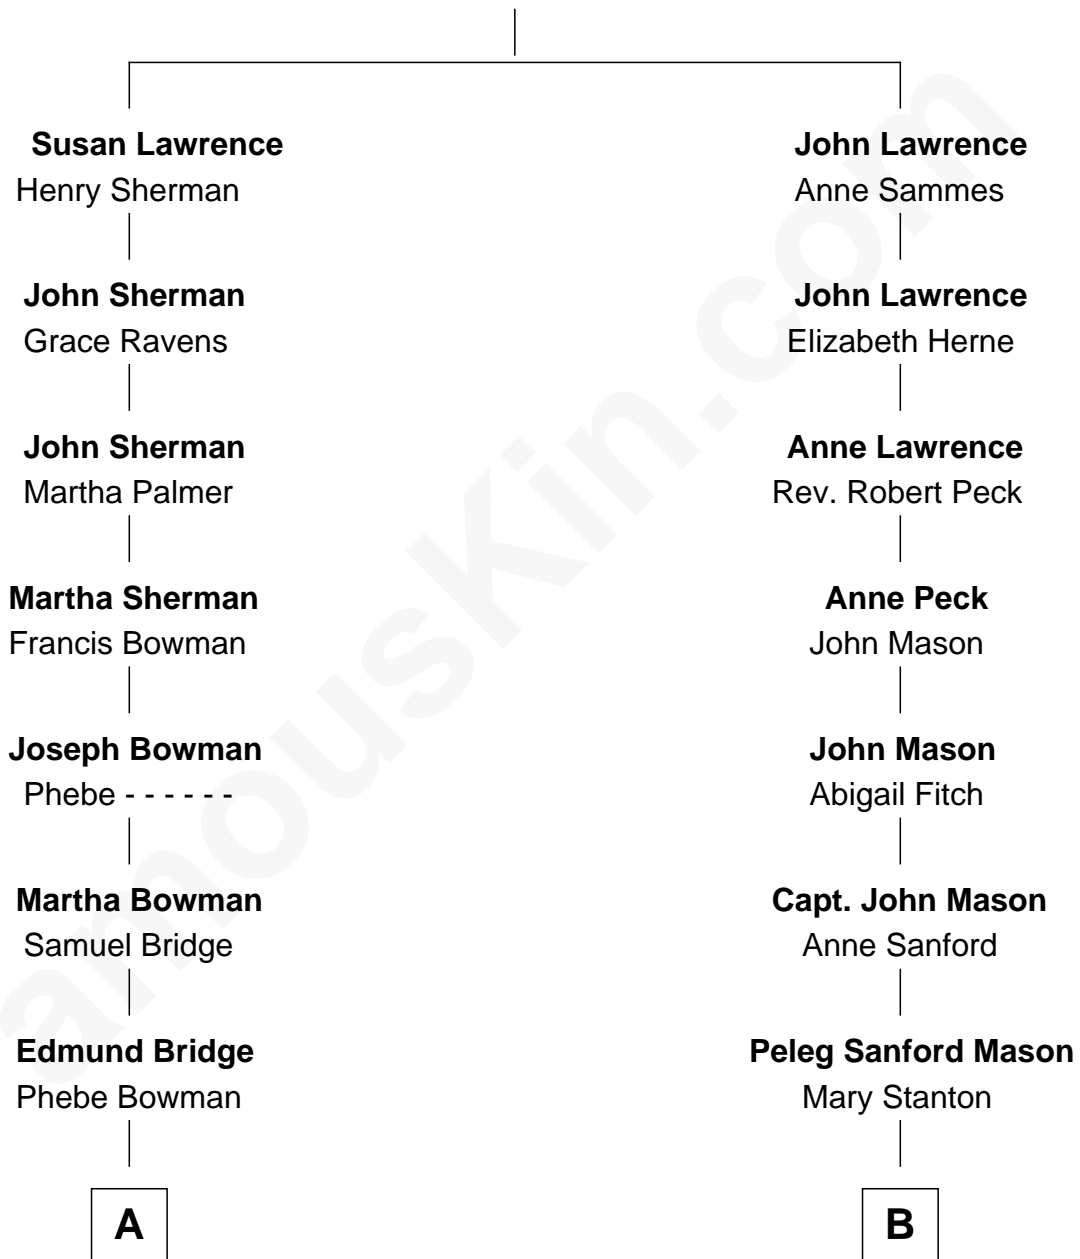 Susan Lawrence
Henry Sherman
John Lawrence
Anne Sammes
John Sherman
Grace Ravens
John Lawrence
Elizabeth Herne
John Sherman
Martha Palmer
Anne Lawrence
Rev. Robert Peck
Martha Sherman
Francis Bowman
Anne Peck
John Mason
Joseph Bowman
Phebe - - - - - -
John Mason
Abigail Fitch
Martha Bowman
Samuel Bridge
Capt. John Mason
Anne Sanford
Edmund Bridge
Phebe Bowman
Peleg Sanford Mason
Mary Stanton
A
B
amousKin.com